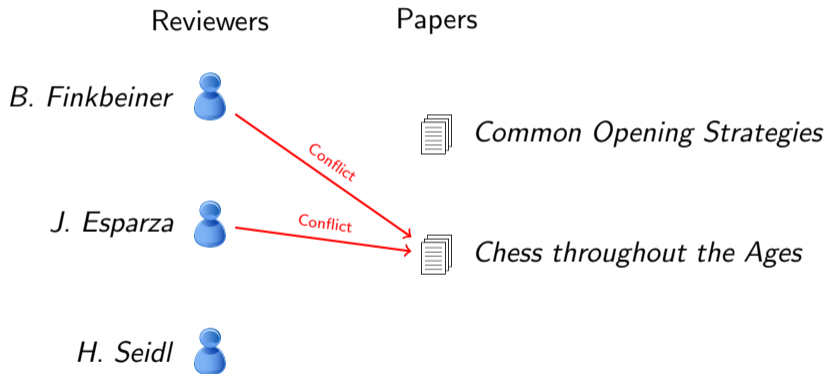 Reviewers
Papers
B. Finkbeiner
Common Opening Strategies
Conflict
J. Esparza
Conflict
Chess throughout the Ages
H. Seidl